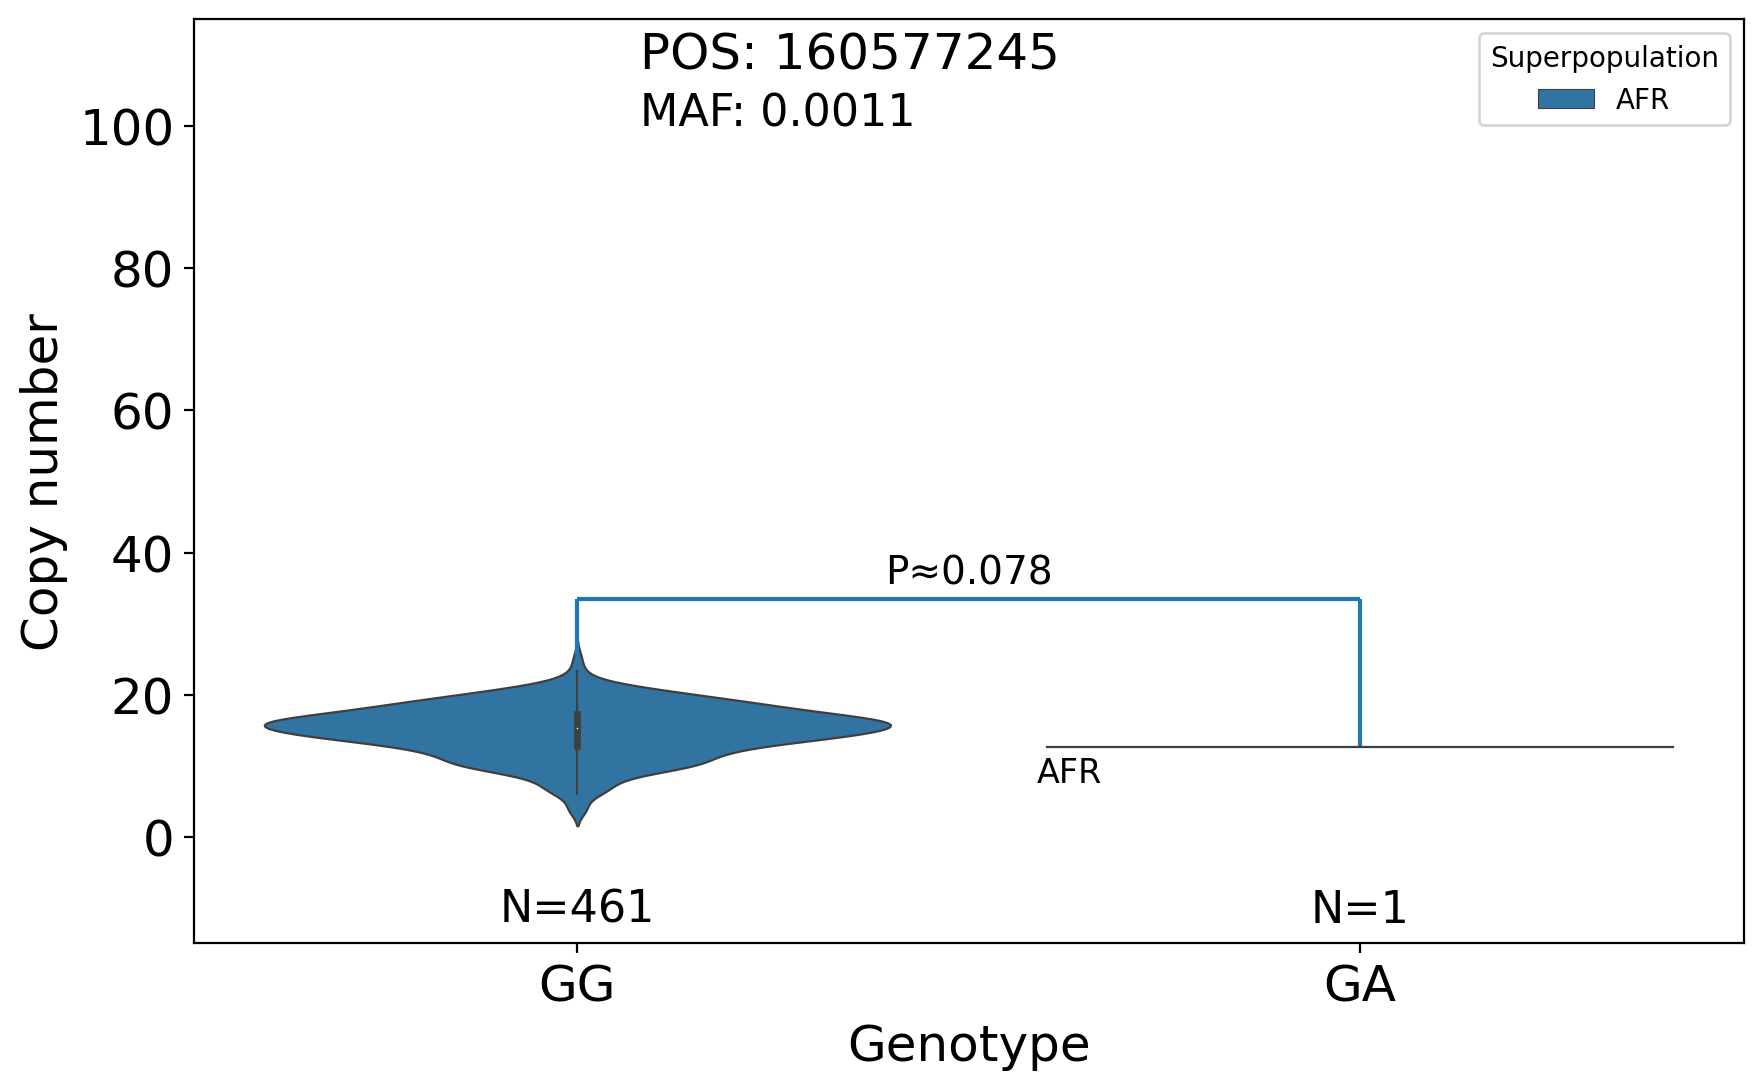 POS: 160577245
MAF: 0.0011
Superpopulation
AFR
Copy number
100
80
60
40
20
0
P≈0.078
AFR
N=461
N=1
GG
GA
Genotype